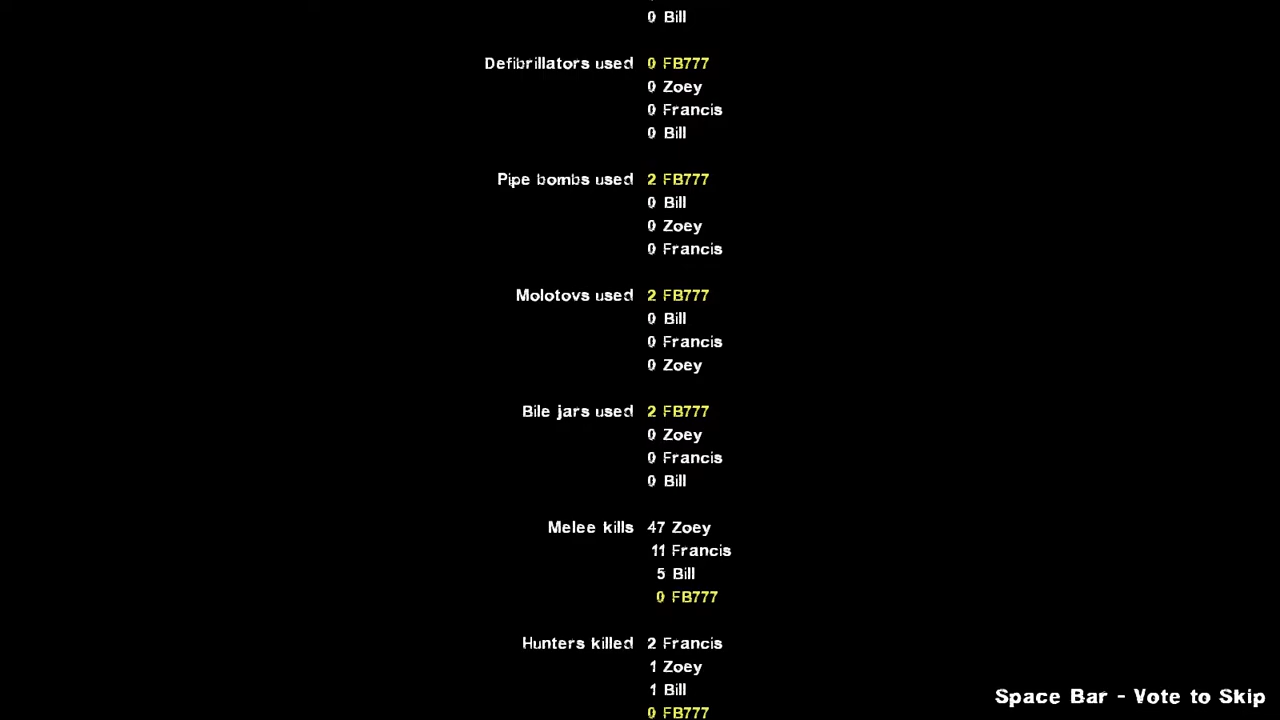 0 Bill
Defibrillators used 0 FB777
0 Zoey
0 Francis
0 Bill
Pipe bombs used 2 FB777
0 Bill
0 Zoey
0 Francis
Molotovs used 2 FB777
0 Bill
0 Francis
0 Zoey
Bile jars used 2 FB777
0 Zoey
0 Francis
0 Bill
Melee kills 47 Zoey
11 Francis
5 Bill
0 FB777
Hunters killed 2 Francis
1 Zoey
1 Bill
0 FB777
Space Bar - Vote to Skip